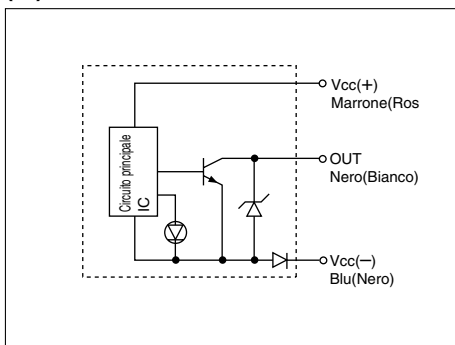 Vcc(+)
Marrone(Ros
Circuito principale
IC
OUT
Nero(Bianco)
Vcc(−)
Blu(Nero)